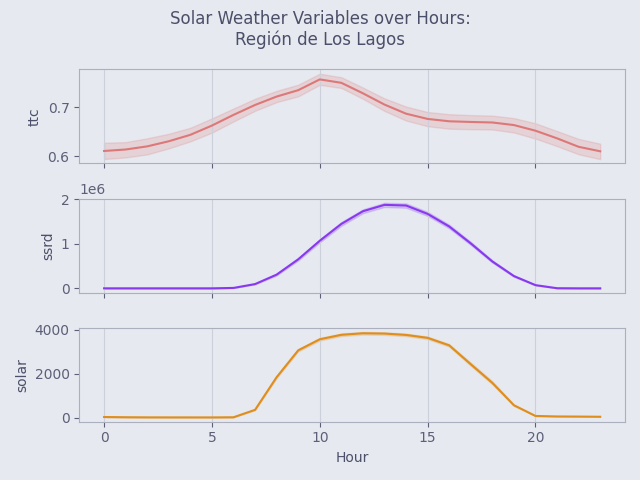 Solar Weather Variables over Hours:
Región de Los Lagos
ttc
0.7
0.6
1e6
ssrd
2
1
0
solar
4000
2000
0
0 5 10 15 20
Hour